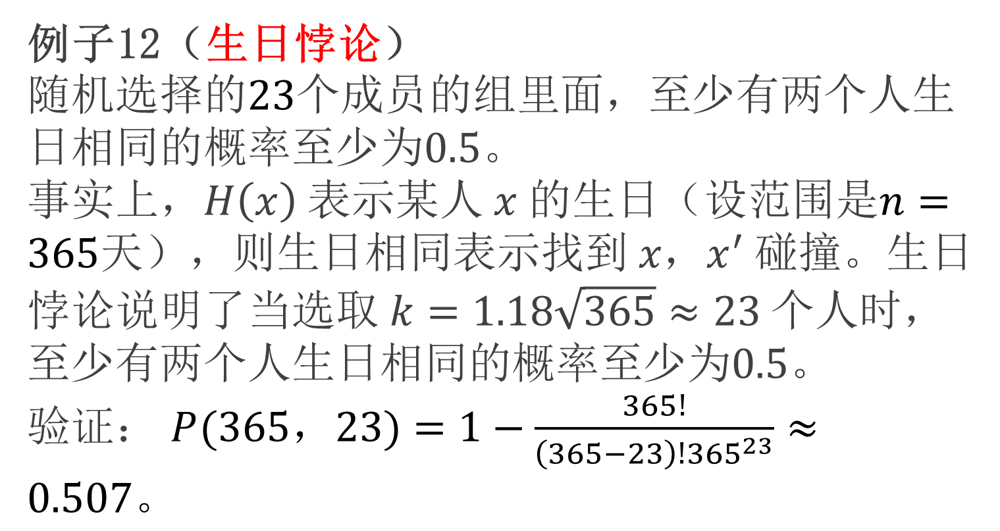 例子12（生日悖论）
随机选择的23个成员的组里面，至少有两个人生
日相同的概率至少为0.5。
事实上，H(x) 表示某人 x 的生日（设范围是n =
365天），则生日相同表示找到 x，x′ 碰撞。生日
悖论说明了当选取 k = 1.18√365 ≈ 23 个人时，
至少有两个人生日相同的概率至少为0.5。
验证： P(365，23) = 1 − 365!/((365−23)!365²³) ≈
0.507。